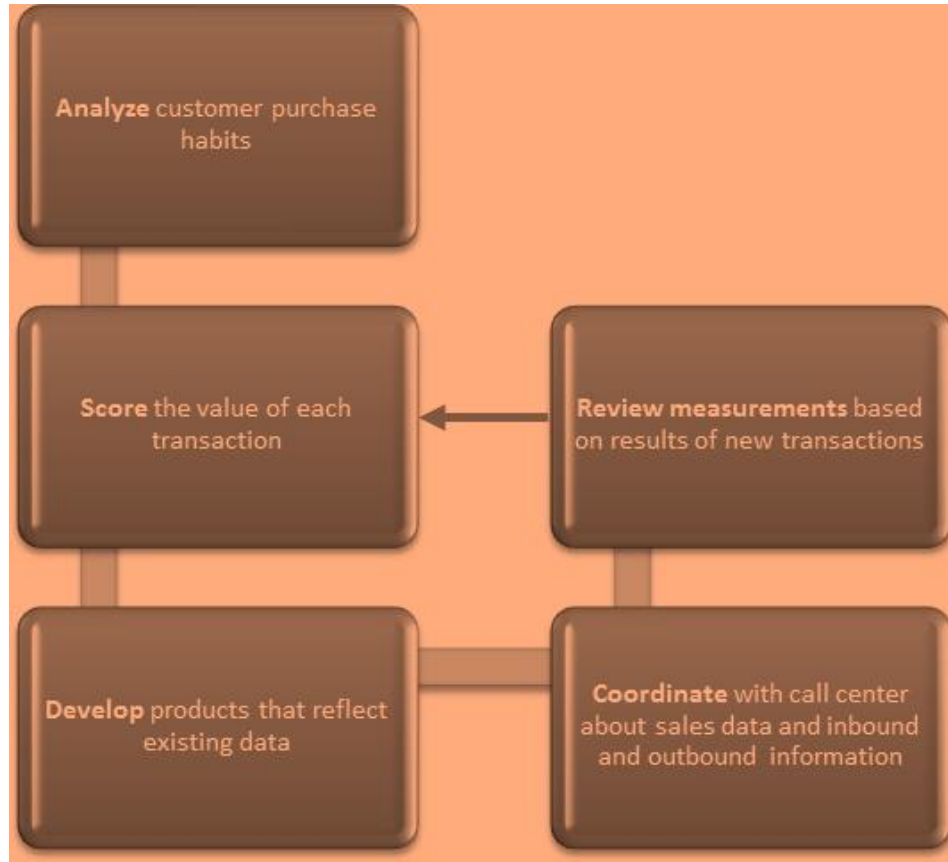 Analyze customer purchase
habits
Score the value of each
transaction
Develop products that reflect
existing data
Coordinate with call center
about sales data and inbound
and outbound information
Review measurements based
on results of new transactions